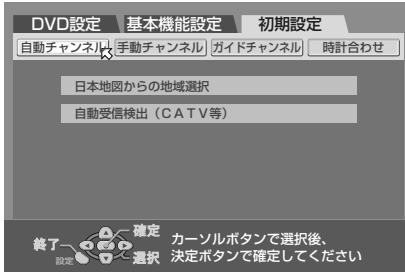 DVD設定 基本機能設定 初期設定
自動チャンネル 手動チャンネル ガイドチャンネル 時計合わせ
日本地図からの地域選択
自動受信検出（CATV等）
確定
終了
設定
選択
カーソルボタンで選択後、
決定ボタンで確定してください